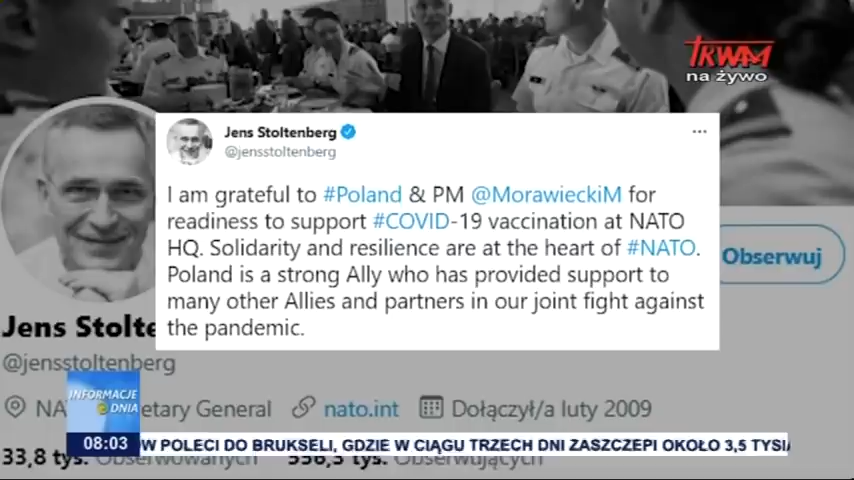 TRWAM
na żywo
Jens Stoltenberg
@jensstoltenberg
I am grateful to #Poland & PM @MorawieckiM for
readiness to support #COVID-19 vaccination at NATO
HQ. Solidarity and resilience are at the heart of #NATO.
Poland is a strong Ally who has provided support to
many other Allies and partners in our joint fight against
the pandemic.
Obserwuj
Jens Stolte
@jensstoltenberg
NA etary General nato.int Dołączył/a luty 2009
INFORMACJE
DNIA
08:03 W POLECI DO BRUKSELI, GDZIE W CIĄGU TRZECH DNI ZASZCZEPI OKOŁO 3,5 TYSIĄ
33,8 tys. Obserwowanych 556,3 tys. Obserwujących